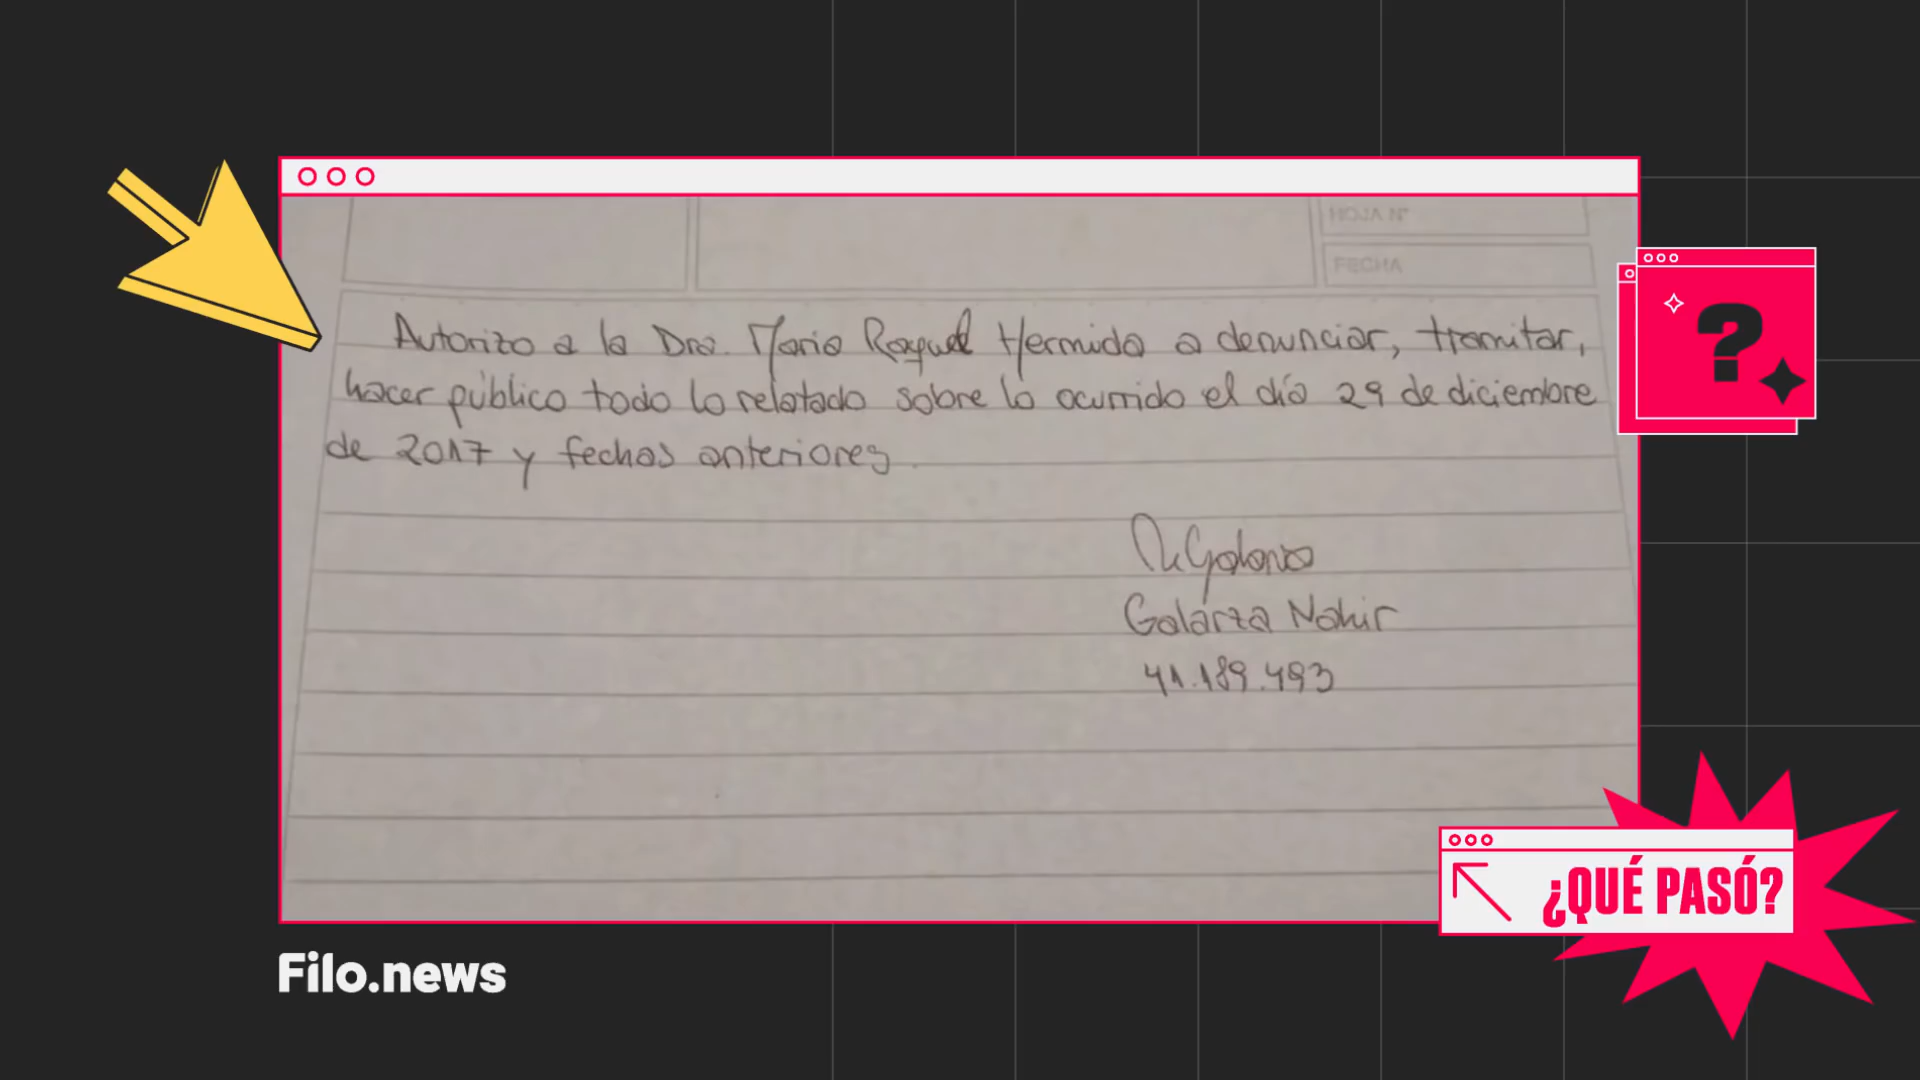 HOJA N°
FECHA
Autorizo a la Dra. Maria Raquel Hermida a denunciar, tramitar,
hacer público todo lo relatado sobre lo ocurrido el día 29 de diciembre
de 2017 y fechas anteriores.
Galarza Nahir
41.189.493
¿QUÉ PASÓ?
Filo.news